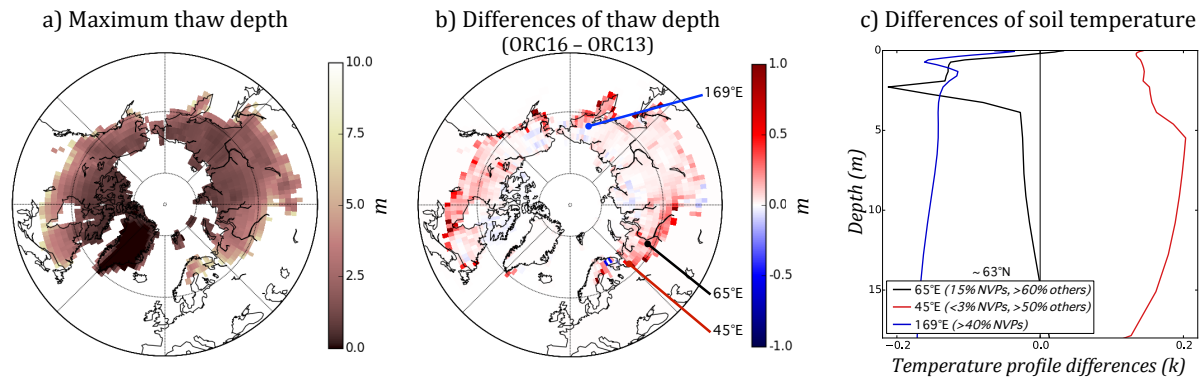 a) Maximum thaw depth
10.0
7.5
5.0
2.5
0.0
m
b) Differences of thaw depth
(ORC16 – ORC13)
169°E
65°E
45°E
1.0
0.5
0.0
-0.5
-1.0
m
c) Differences of soil temperature
0
5
10
15
Depth (m)
~ 63°N
65°E (15% NVPs, >60% others)
45°E (<3% NVPs, >50% others)
169°E (>40% NVPs)
−0.2
0.0
0.2
Temperature profile differences (k)